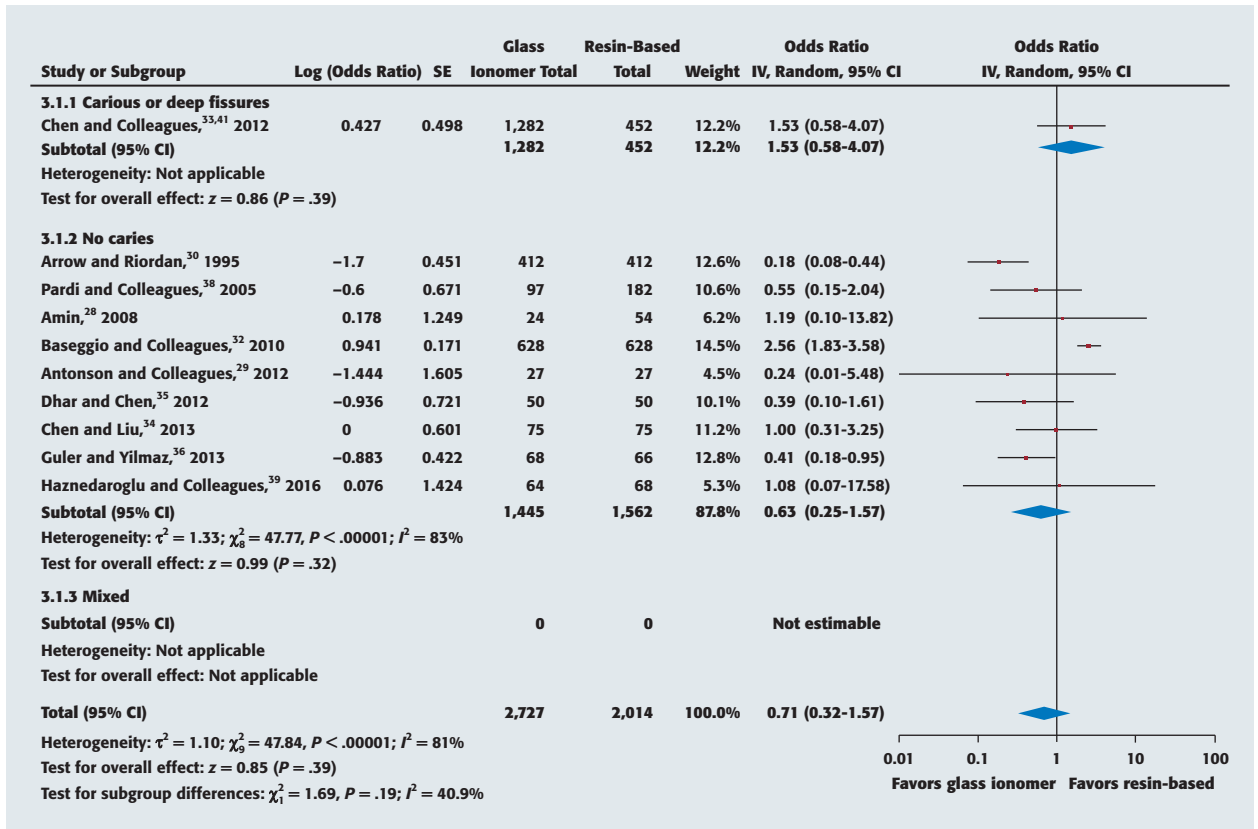 Glass Resin-Based Odds Ratio Odds Ratio
Study or Subgroup Log (Odds Ratio) SE Ionomer Total Total Weight IV, Random, 95% CI IV, Random, 95% CI
3.1.1 Carious or deep fissures
Chen and Colleagues,33,41 2012 0.427 0.498 1,282 452 12.2% 1.53 (0.58-4.07)
Subtotal (95% CI) 1,282 452 12.2% 1.53 (0.58-4.07)
Heterogeneity: Not applicable
Test for overall effect: z = 0.86 (P = .39)
3.1.2 No caries
Arrow and Riordan,30 1995 −1.7 0.451 412 412 12.6% 0.18 (0.08-0.44)
Pardi and Colleagues,38 2005 −0.6 0.671 97 182 10.6% 0.55 (0.15-2.04)
Amin,28 2008 0.178 1.249 24 54 6.2% 1.19 (0.10-13.82)
Baseggio and Colleagues,32 2010 0.941 0.171 628 628 14.5% 2.56 (1.83-3.58)
Antonson and Colleagues,29 2012 −1.444 1.605 27 27 4.5% 0.24 (0.01-5.48)
Dhar and Chen,35 2012 −0.936 0.721 50 50 10.1% 0.39 (0.10-1.61)
Chen and Liu,34 2013 0 0.601 75 75 11.2% 1.00 (0.31-3.25)
Guler and Yilmaz,36 2013 −0.883 0.422 68 66 12.8% 0.41 (0.18-0.95)
Haznedaroglu and Colleagues,39 2016 0.076 1.424 64 68 5.3% 1.08 (0.07-17.58)
Subtotal (95% CI) 1,445 1,562 87.8% 0.63 (0.25-1.57)
Heterogeneity: τ² = 1.33; χ²₈ = 47.77, P < .00001; I² = 83%
Test for overall effect: z = 0.99 (P = .32)
3.1.3 Mixed
Subtotal (95% CI) 0 0 Not estimable
Heterogeneity: Not applicable
Test for overall effect: Not applicable
Total (95% CI) 2,727 2,014 100.0% 0.71 (0.32-1.57)
Heterogeneity: τ² = 1.10; χ²₉ = 47.84, P < .00001; I² = 81%
Test for overall effect: z = 0.85 (P = .39)
Test for subgroup differences: χ²₁ = 1.69, P = .19; I² = 40.9%
0.01 0.1 1 10 100
Favors glass ionomer Favors resin-based